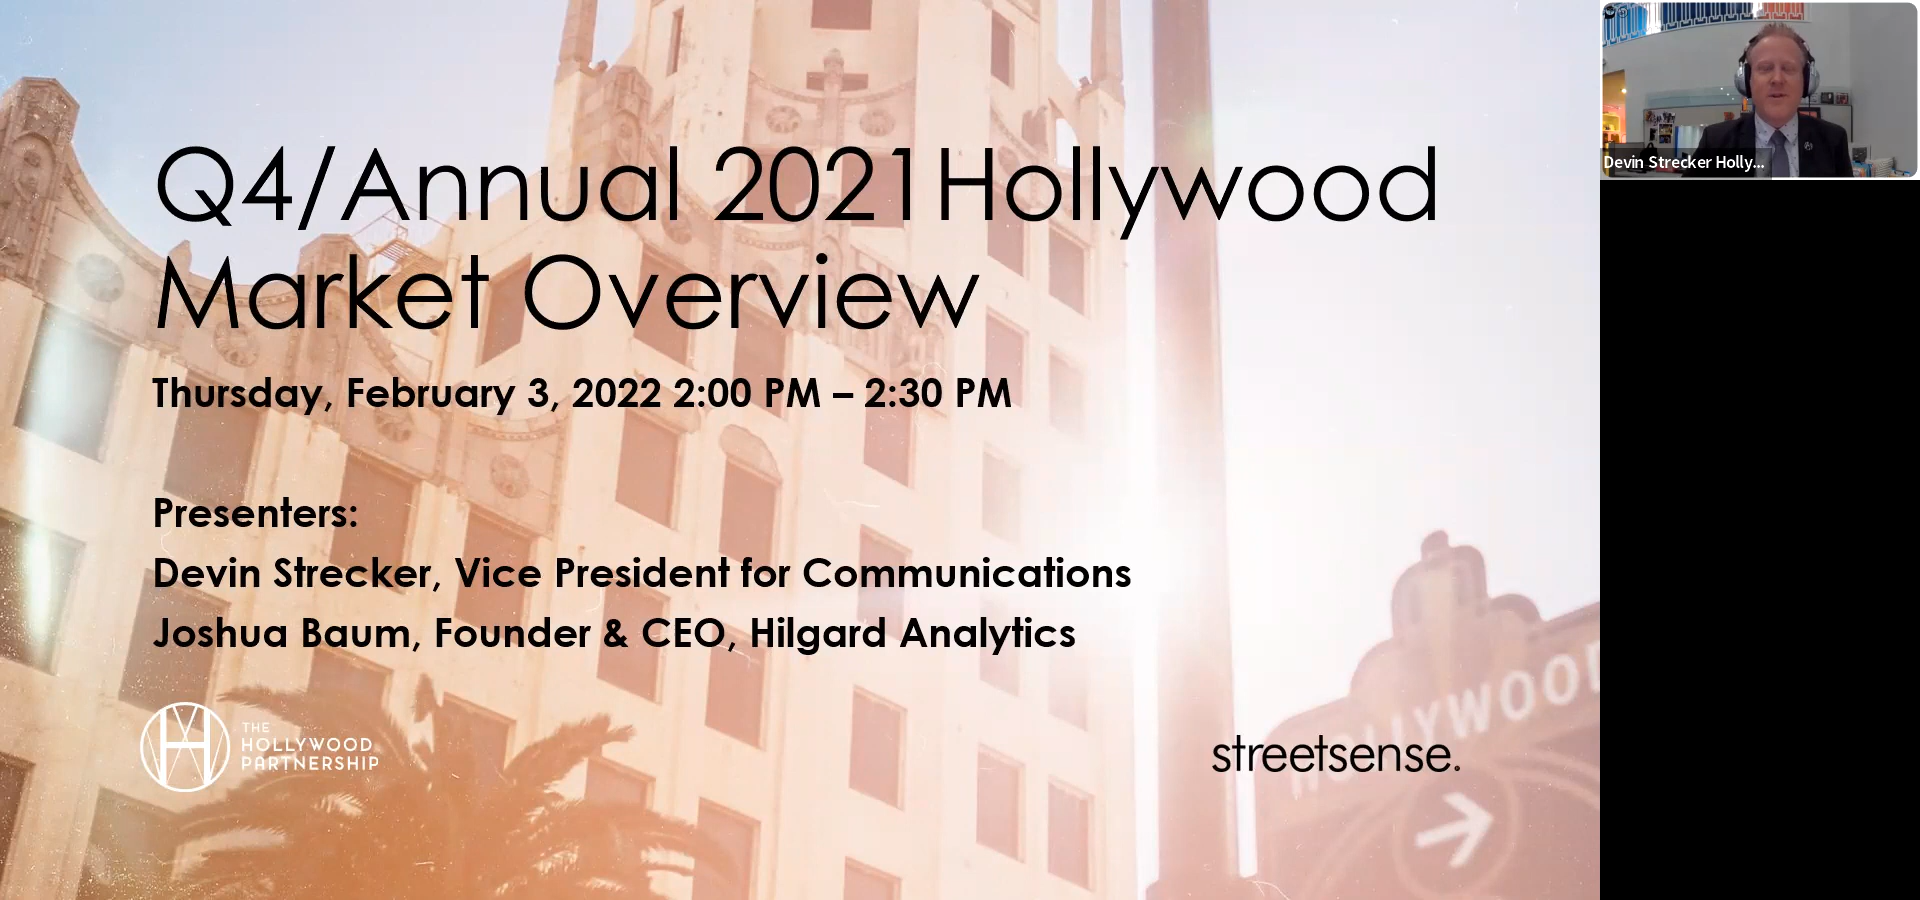 Q4/Annual 2021Hollywood
Market Overview
Thursday, February 3, 2022 2:00 PM – 2:30 PM
Presenters:
Devin Strecker, Vice President for Communications
Joshua Baum, Founder & CEO, Hilgard Analytics
THE
HOLLYWOOD
PARTNERSHIP
streetsense.
HOLLYWOOD
Devin Strecker Holly...